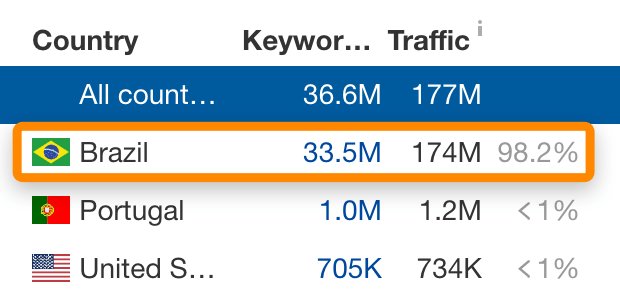 Country Keywor… Traffic i
All count… 36.6M 177M
Brazil 33.5M 174M 98.2%
Portugal 1.0M 1.2M <1%
United S… 705K 734K <1%